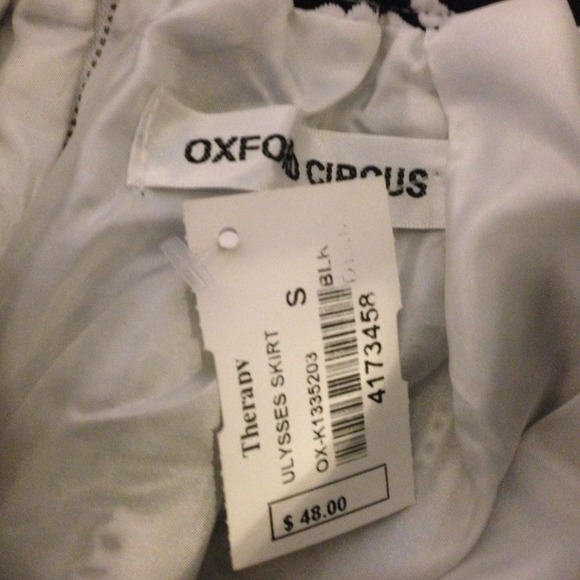 OXFORD CIRCUS
Therapy
ULYSSES SKIRT
S
OX-K1335203
BLK
4173458
$ 48.00